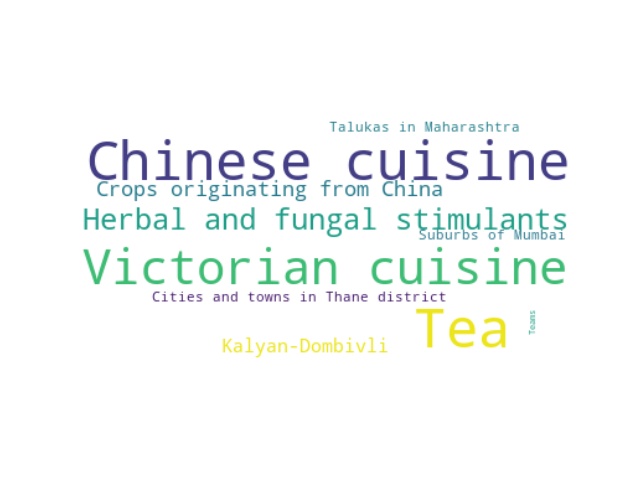 Talukas in Maharashtra
Chinese cuisine
Crops originating from China
Herbal and fungal stimulants
Suburbs of Mumbai
Victorian cuisine
Cities and towns in Thane district
Tea
Teams
Kalyan-Dombivli